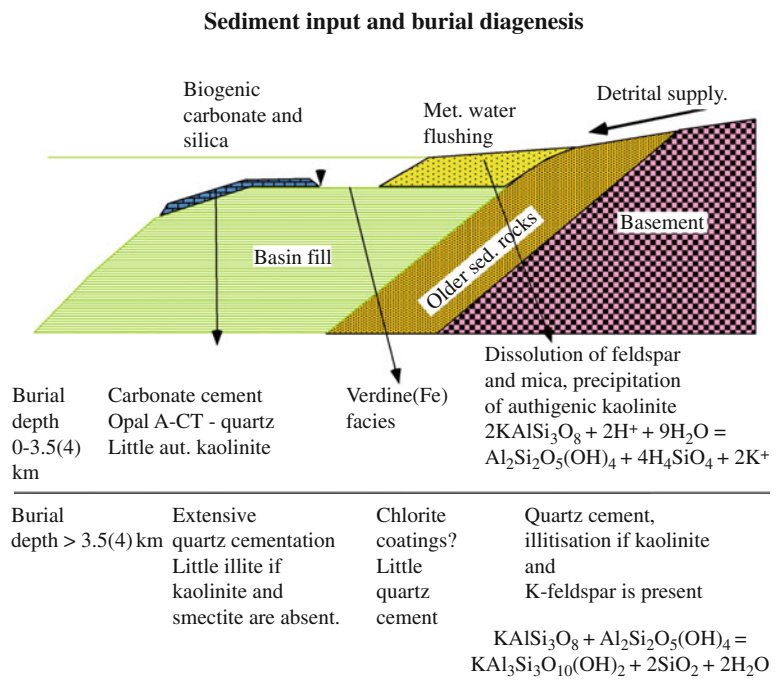 Sediment input and burial diagenesis
Biogenic
carbonate and
silica
Met. water
flushing
Detrital supply.
Basin fill
Older sed. rocks
Basement
Burial
depth
0-3.5(4)
km
Carbonate cement
Opal A-CT - quartz
Little aut. kaolinite
Verdine(Fe)
facies
Dissolution of feldspar
and mica, precipitation
of authigenic kaolinite
2KAlSi₃O₈ + 2H⁺ + 9H₂O =
Al₂Si₂O₅(OH)₄ + 4H₄SiO₄ + 2K⁺
Burial
depth > 3.5(4) km
Extensive
quartz cementation
Little illite if
kaolinite and
smectite are absent.
Chlorite
coatings?
Little
quartz
cement
Quartz cement,
illitisation if kaolinite
and
K-feldspar is present
KAlSi₃O₈ + Al₂Si₂O₅(OH)₄ =
KAl₃Si₃O₁₀(OH)₂ + 2SiO₂ + 2H₂O